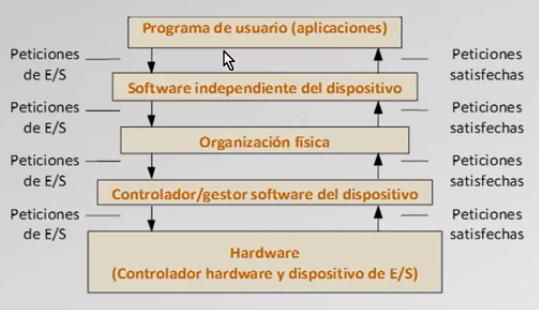 Programa de usuario (aplicaciones)
Peticiones
de E/S
Peticiones
satisfechas
Software independiente del dispositivo
Peticiones
de E/S
Peticiones
satisfechas
Organización física
Peticiones
de E/S
Peticiones
satisfechas
Controlador/gestor software del dispositivo
Peticiones
de E/S
Peticiones
satisfechas
Hardware
(Controlador hardware y dispositivo de E/S)